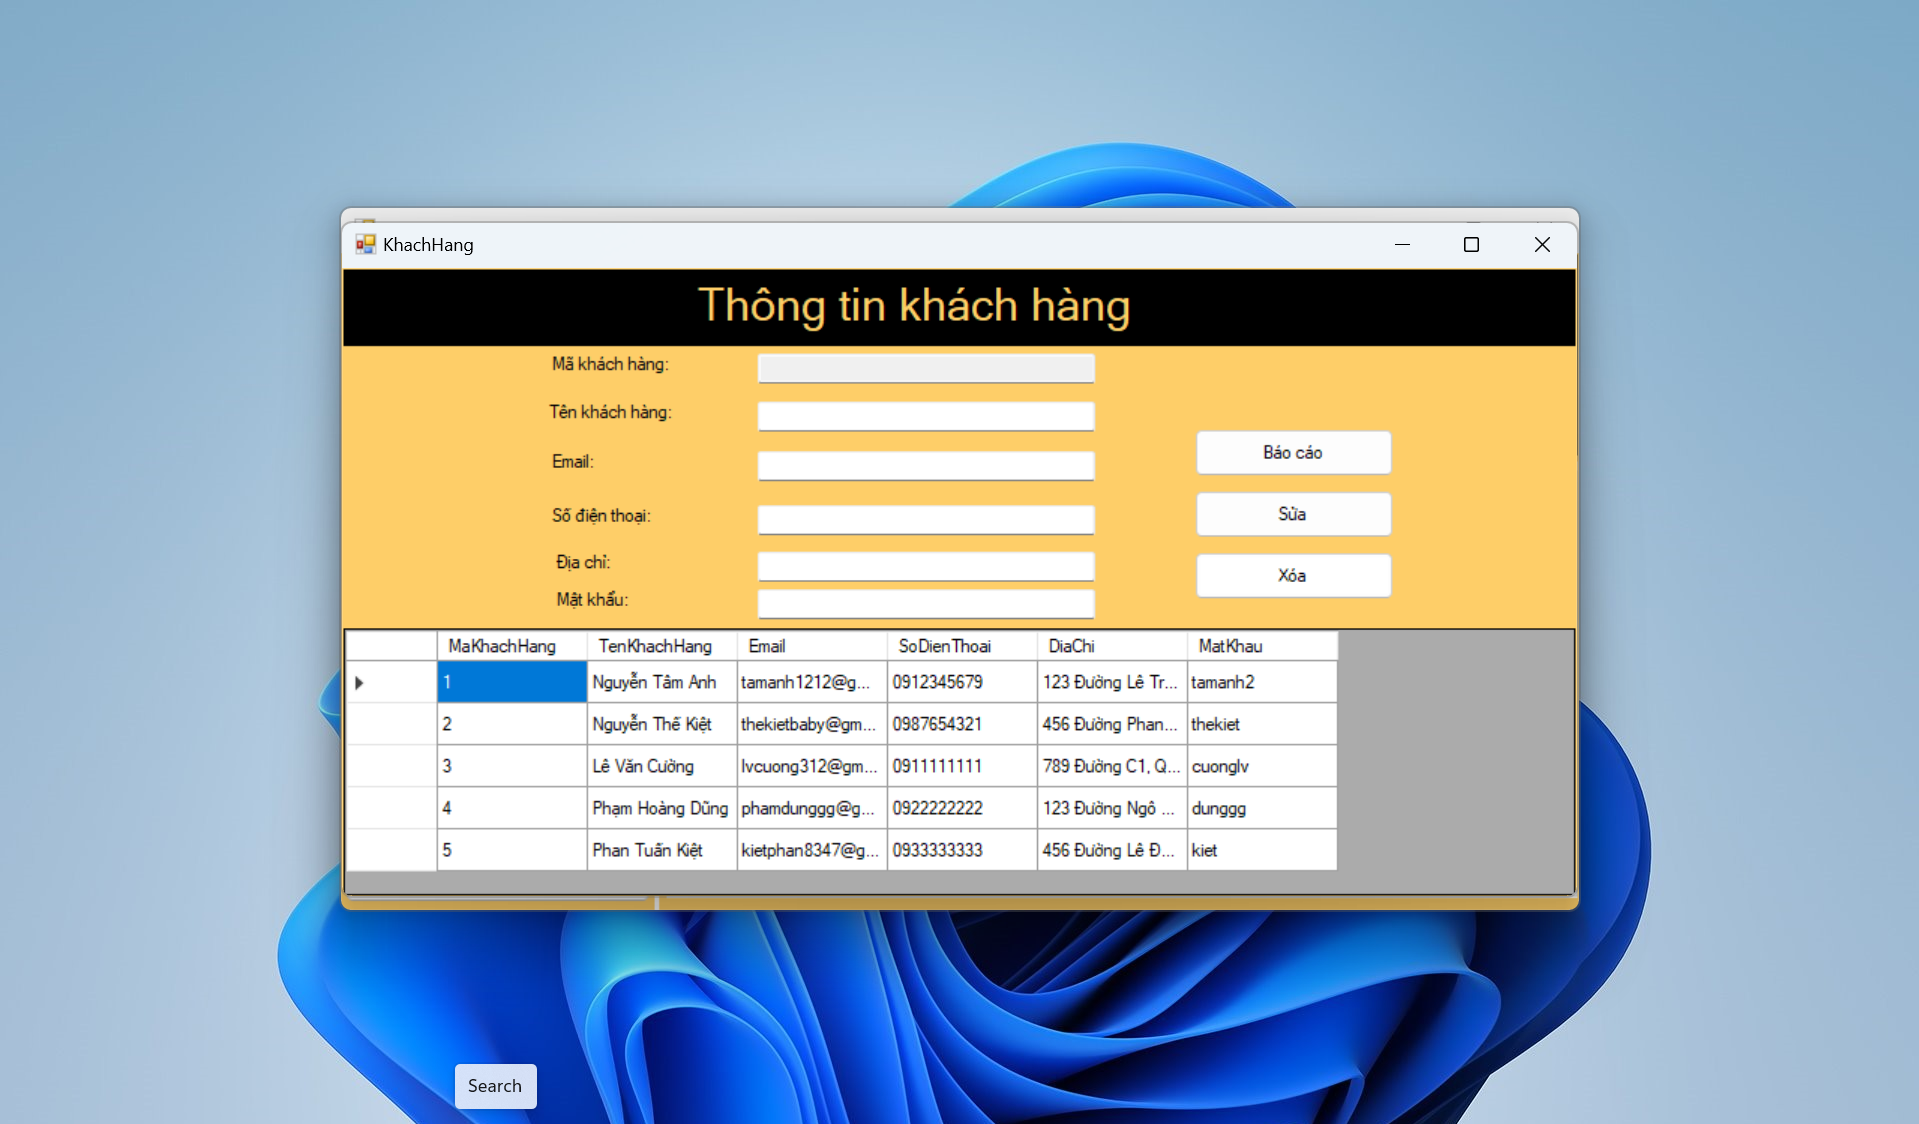 KhachHang
Thông tin khách hàng
Mã khách hàng:
Tên khách hàng:
Email:
Số điện thoại:
Địa chỉ:
Mật khẩu:
Báo cáo
Sửa
Xóa
MaKhachHang TenKhachHang Email SoDienThoai DiaChi MatKhau
1 Nguyễn Tâm Anh tamanh1212@g... 0912345679 123 Đường Lê Tr... tamanh2
2 Nguyễn Thế Kiệt thekietbaby@gm... 0987654321 456 Đường Phan... thekiet
3 Lê Văn Cường lvcuong312@gm... 0911111111 789 Đường C1, Q... cuonglv
4 Phạm Hoàng Dũng phamdunggg@g... 0922222222 123 Đường Ngô ... dunggg
5 Phan Tuấn Kiệt kietphan8347@g... 0933333333 456 Đường Lê Đ... kiet
Search